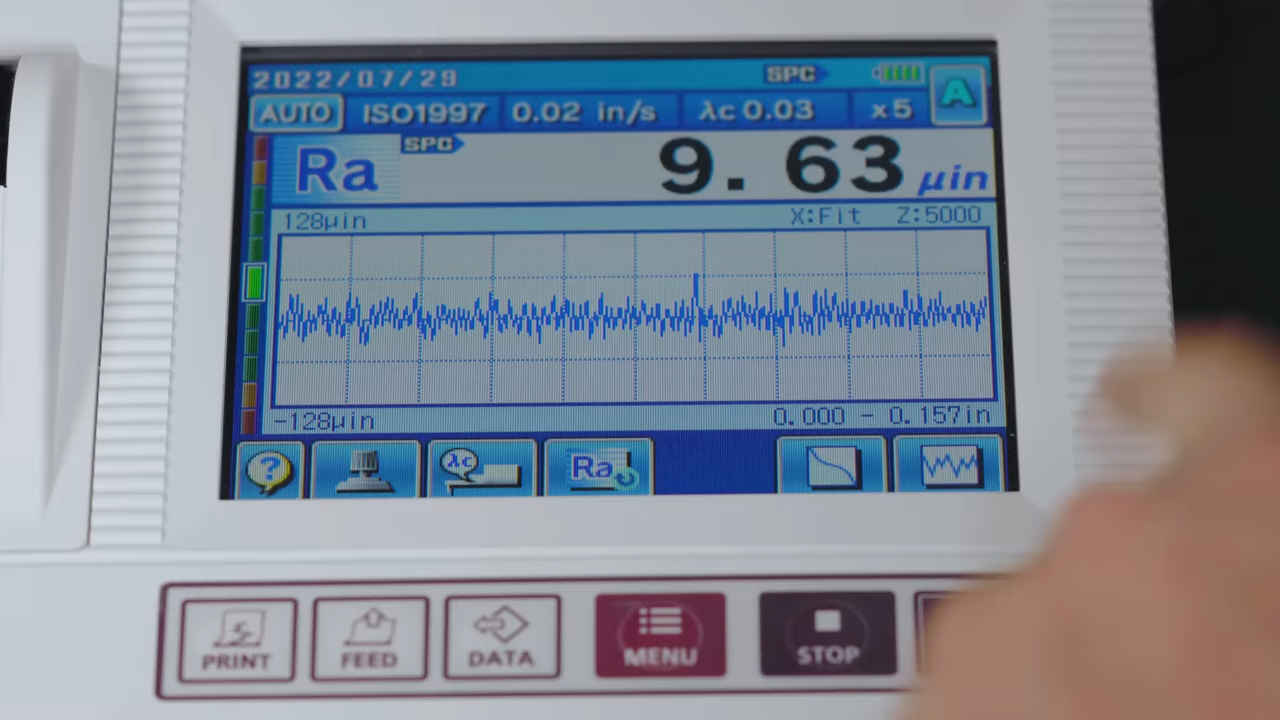 2022/07/29 SPC
A
AUTO ISO1997 0.02 in/s λc 0.03 x5
Ra SPC 9.63 µin
128µin X:Fit Z:5000
-128µin 0.000 - 0.157in
? λc Ra
PRINT FEED DATA MENU STOP